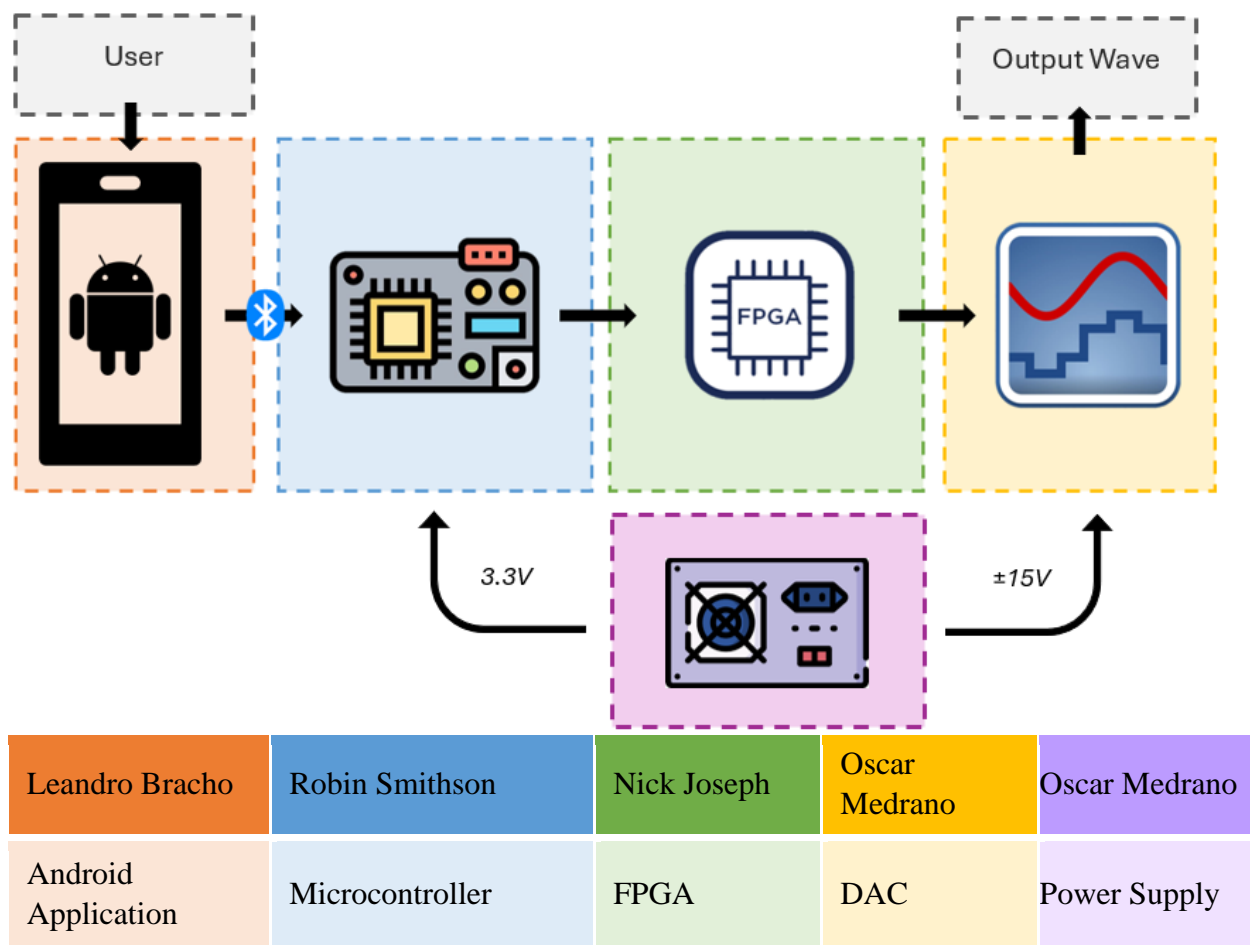 User
Output Wave
FPGA
3.3V
±15V
Leandro Bracho
Robin Smithson
Nick Joseph
Oscar
Medrano
Oscar Medrano
Android
Application
Microcontroller
FPGA
DAC
Power Supply